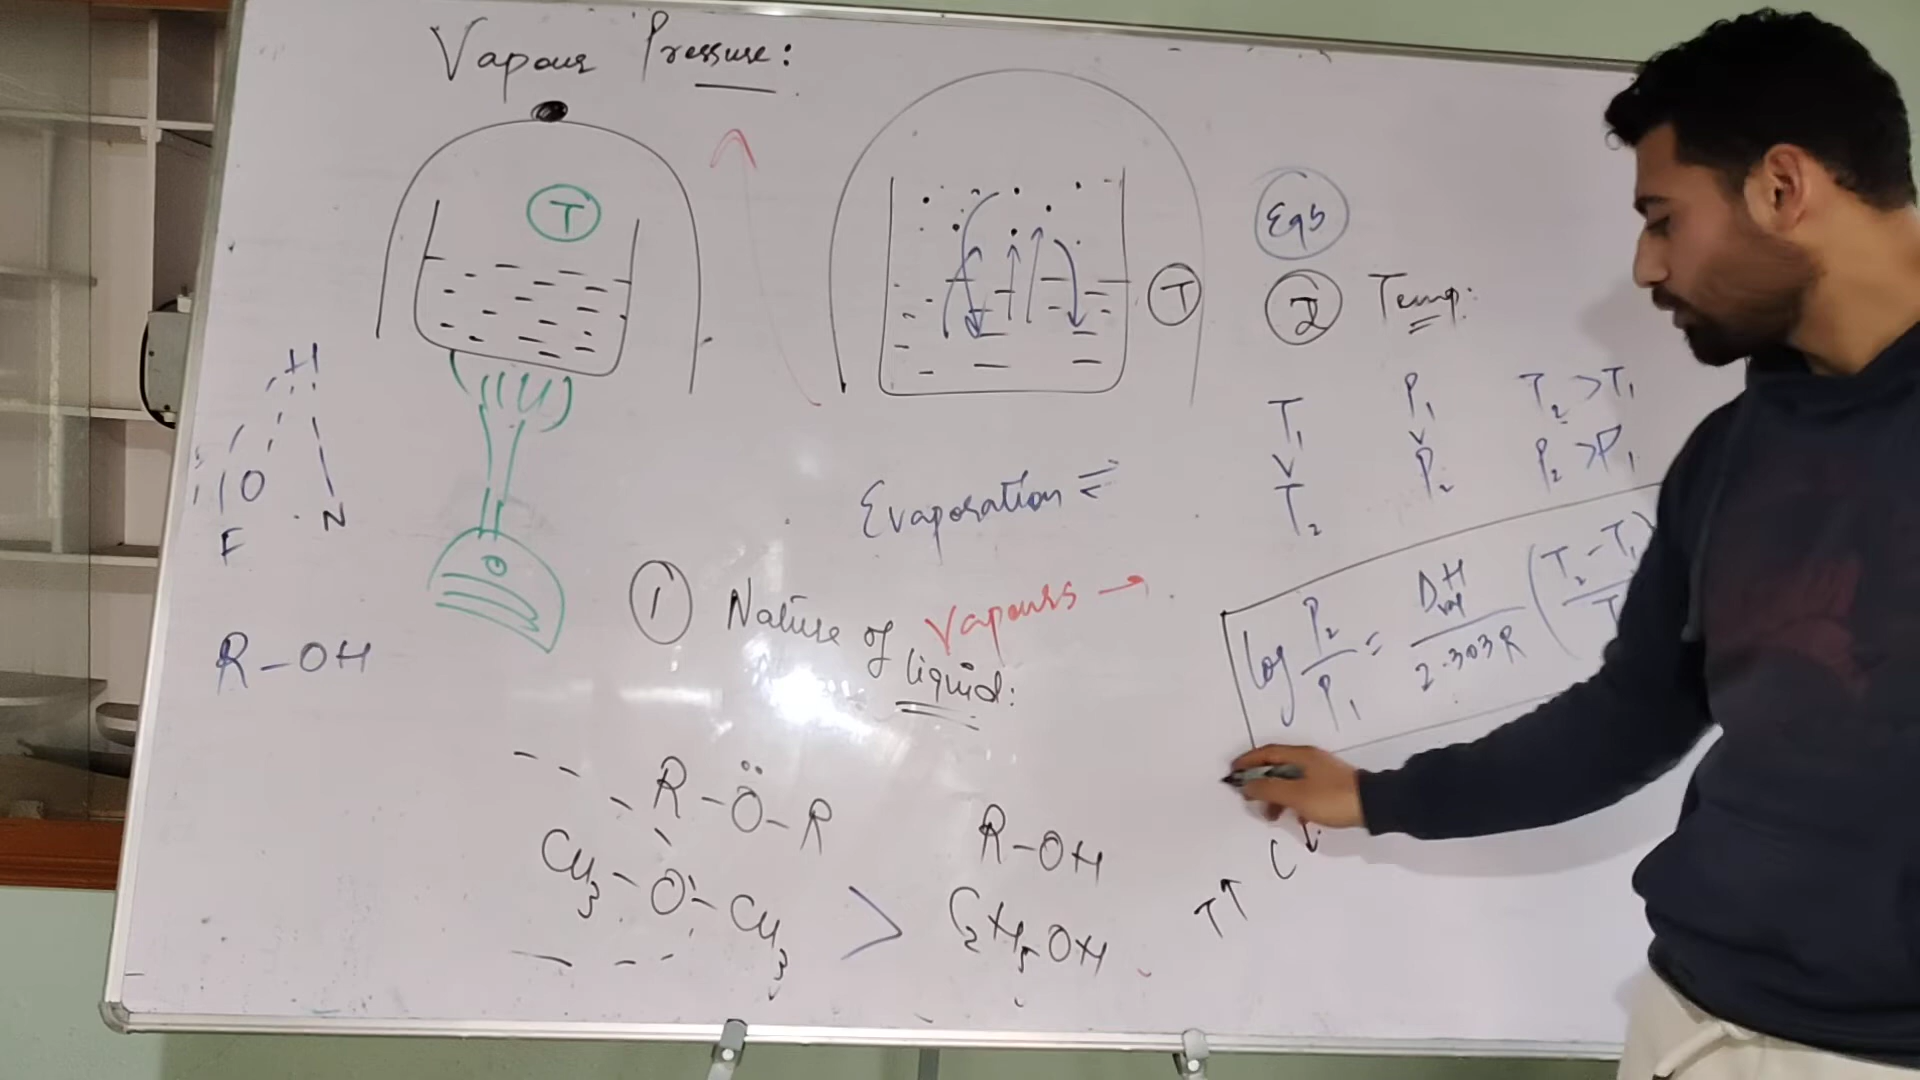 Vapour Pressure:
T
T
Eqb
2 Temp:
T₁ P₁ T₂ > T₁
T₂ P₂ P₂ > P₁
H
O
F
N
Evaporation ⇌
1 Nature of Vapours →
liquid:
log P₂/P₁ = ΔvapH/2.303R (T₂-T₁/T
R-OH
R-Ö-R
R-OH
CH₃-O-CH₃ > C₂H₅OH
T↑